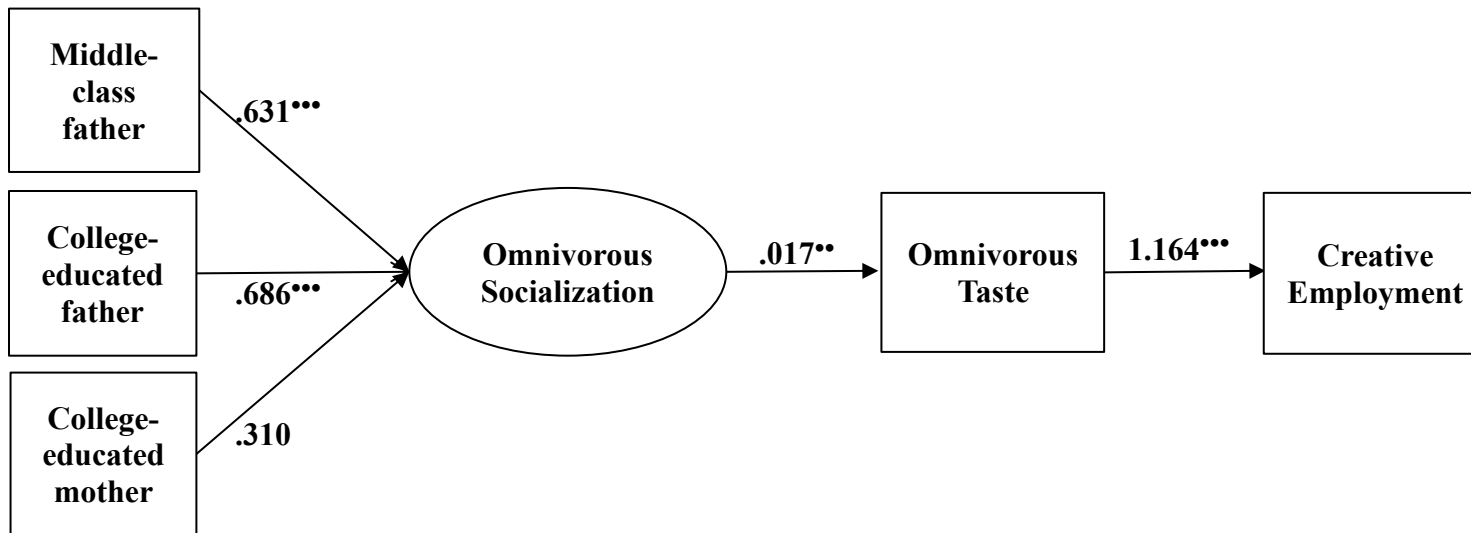 Middle-
class
father
.631•••
College-
educated
father
.686•••
College-
educated
mother
.310
Omnivorous
Socialization
.017••
Omnivorous
Taste
1.164•••
Creative
Employment